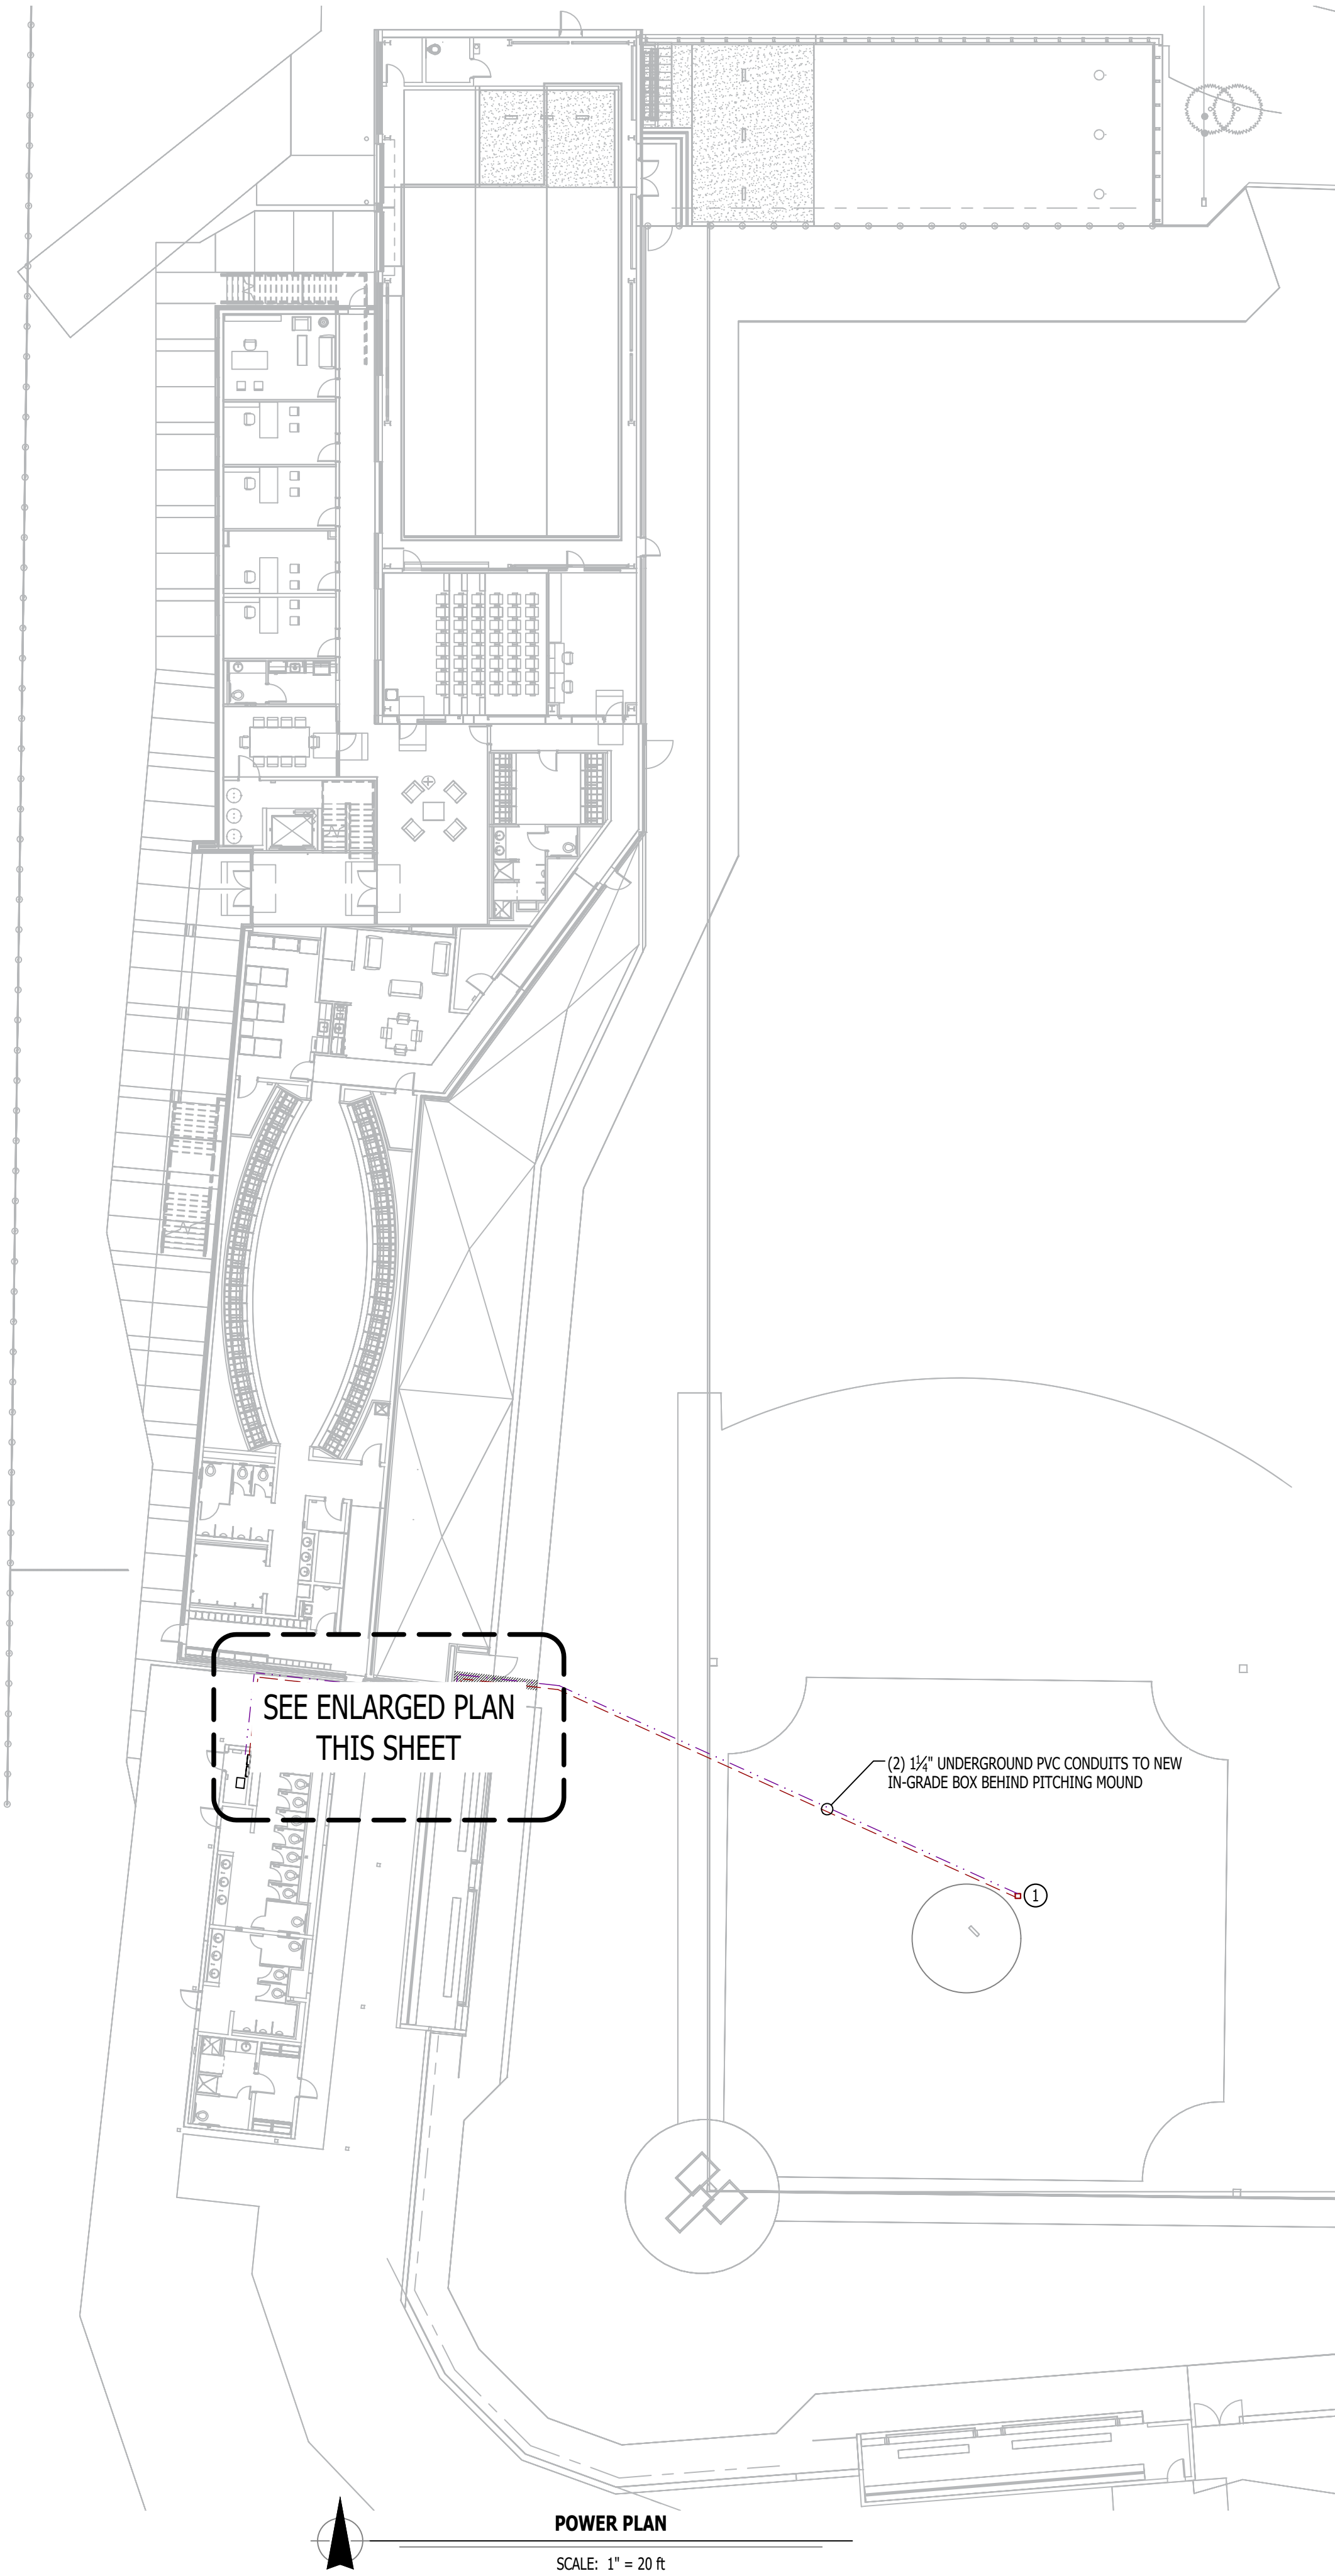 SEE ENLARGED PLAN
THIS SHEET
(2) 1¼" UNDERGROUND PVC CONDUITS TO NEW
IN-GRADE BOX BEHIND PITCHING MOUND
1
POWER PLAN
SCALE: 1" = 20 ft